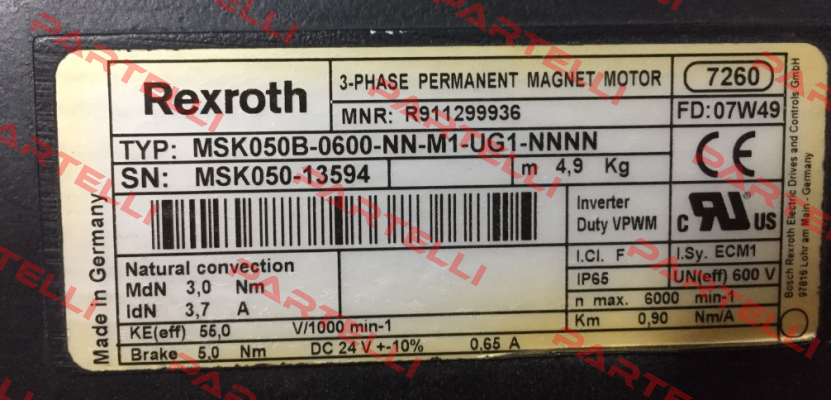 Rexroth
3-PHASE PERMANENT MAGNET MOTOR
7260
MNR: R911299936
FD: 07W49
TYP: MSK050B-0600-NN-M1-UG1-NNNN
SN: MSK050-13594
m 4,9 Kg
CE
Inverter
Duty VPWM
c RU US
Natural convection
MdN 3,0 Nm
IdN 3,7 A
I.Cl. F
I.Sy. ECM1
IP65
UN(eff) 600 V
n max. 6000 min-1
KE(eff) 55,0 V/1000 min-1
Km 0,90 Nm/A
Brake 5,0 Nm DC 24 V +-10% 0,65 A
Made in Germany
Bosch Rexroth Electric Drives and Controls GmbH
97816 Lohr am Main - Germany
PARTELLI